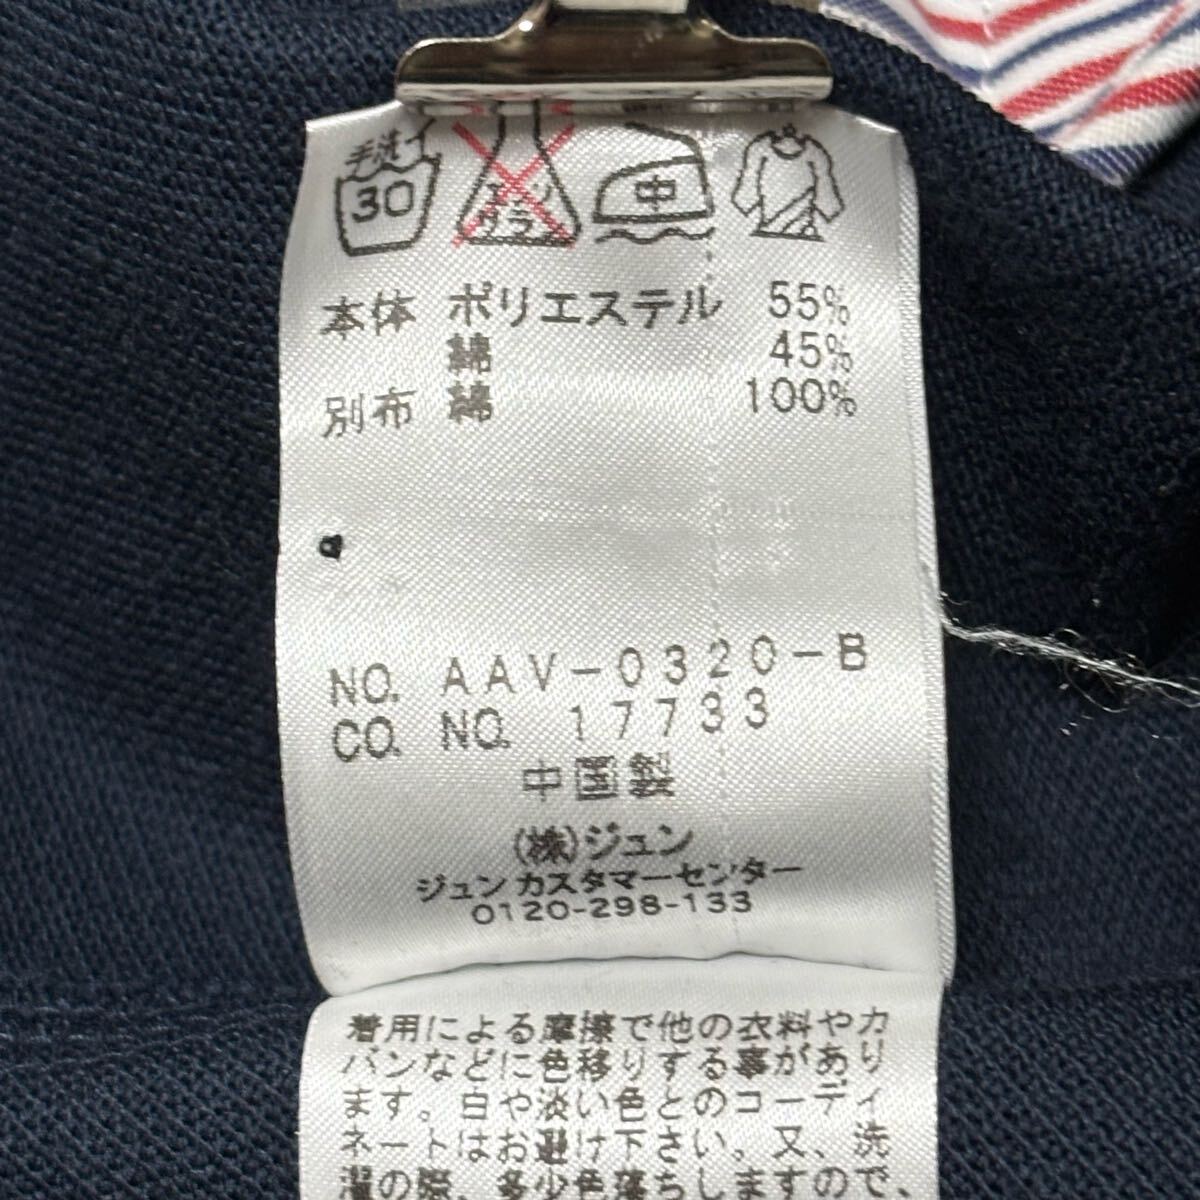 手洗イ
30
エンソ
サラシ
中
本体 ポリエステル 55%
綿 45%
別布 綿 100%
NO. AAV-0320-B
CO. NO. 17733
中国製
(株)ジュン
ジュンカスタマーセンター
0120-298-133
着用による摩擦で他の衣料やカ
バンなどに色移りする事があり
ます。白や淡い色とのコーディ
ネートはお避け下さい。又、洗
濯の際、多少色落ちしますので、